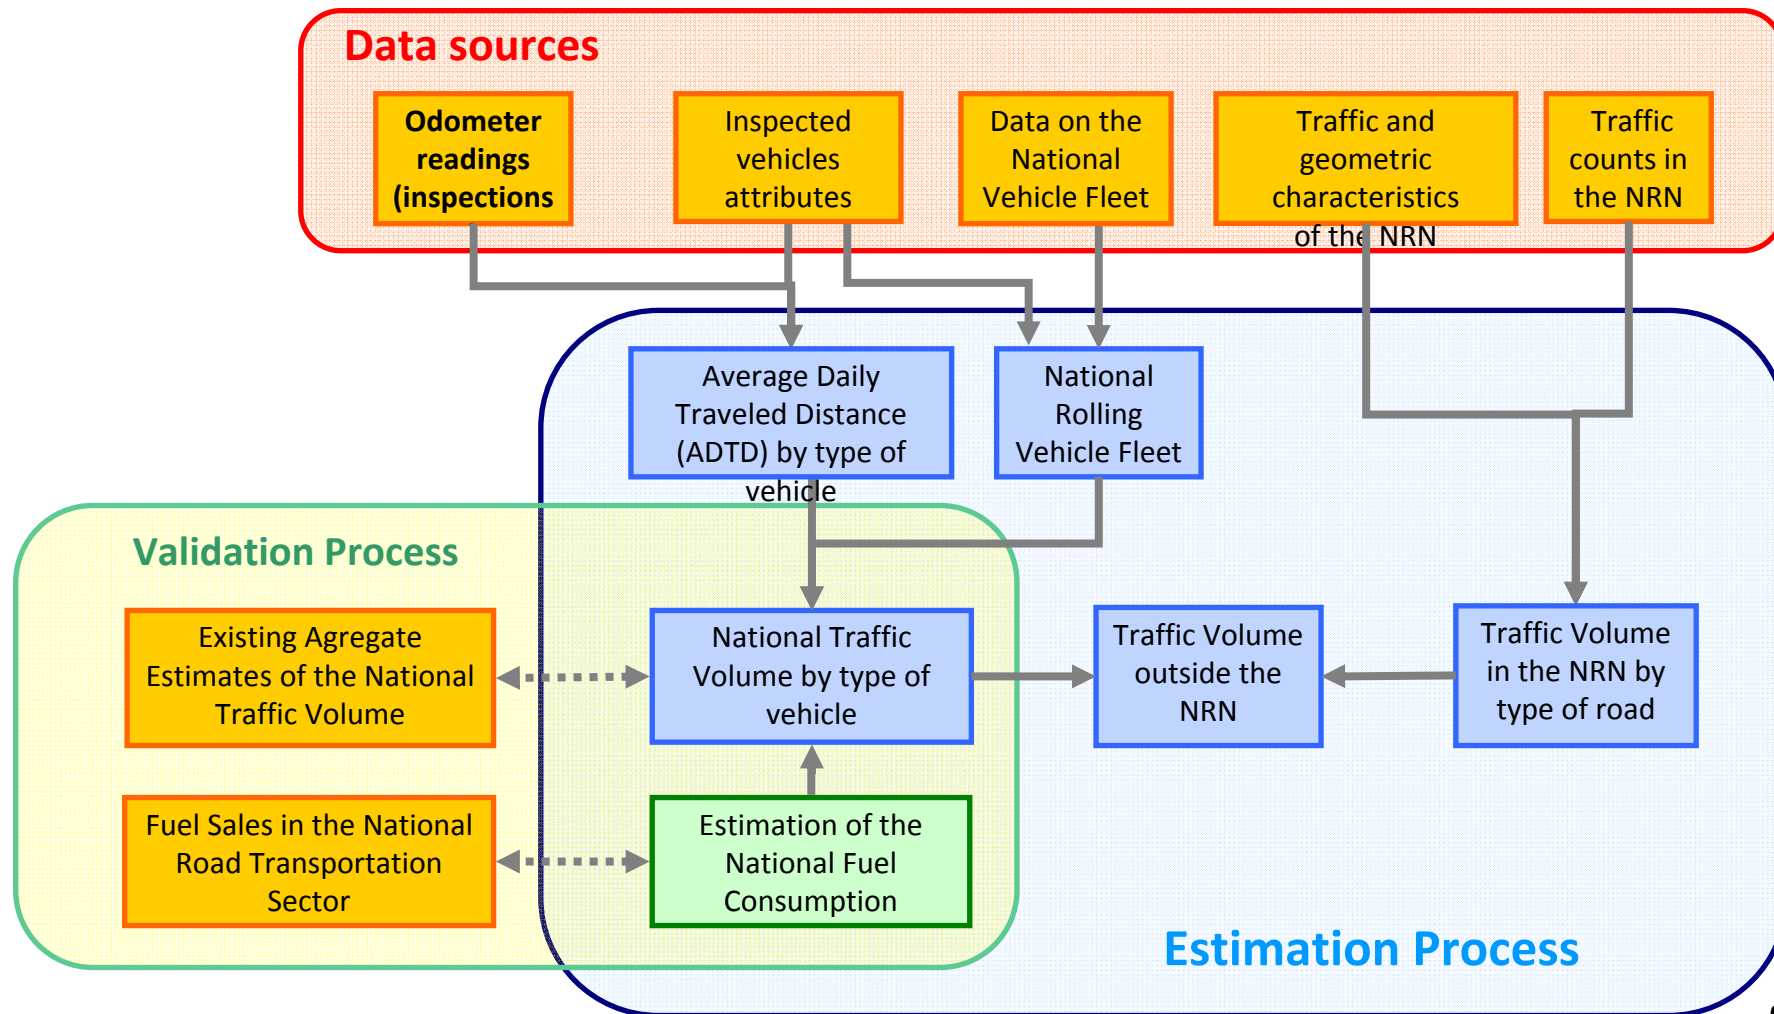 Data sources
Odometer
readings
(inspections
Inspected
vehicles
attributes
Data on the
National
Vehicle Fleet
Traffic and
geometric
characteristics
of the NRN
Traffic
counts in
the NRN
Average Daily
Traveled Distance
(ADTD) by type of
vehicle
National
Rolling
Vehicle Fleet
Validation Process
Existing Agregate
Estimates of the National
Traffic Volume
National Traffic
Volume by type of
vehicle
Traffic Volume
outside the
NRN
Traffic Volume
in the NRN by
type of road
Fuel Sales in the National
Road Transportation
Sector
Estimation of the
National Fuel
Consumption
Estimation Process